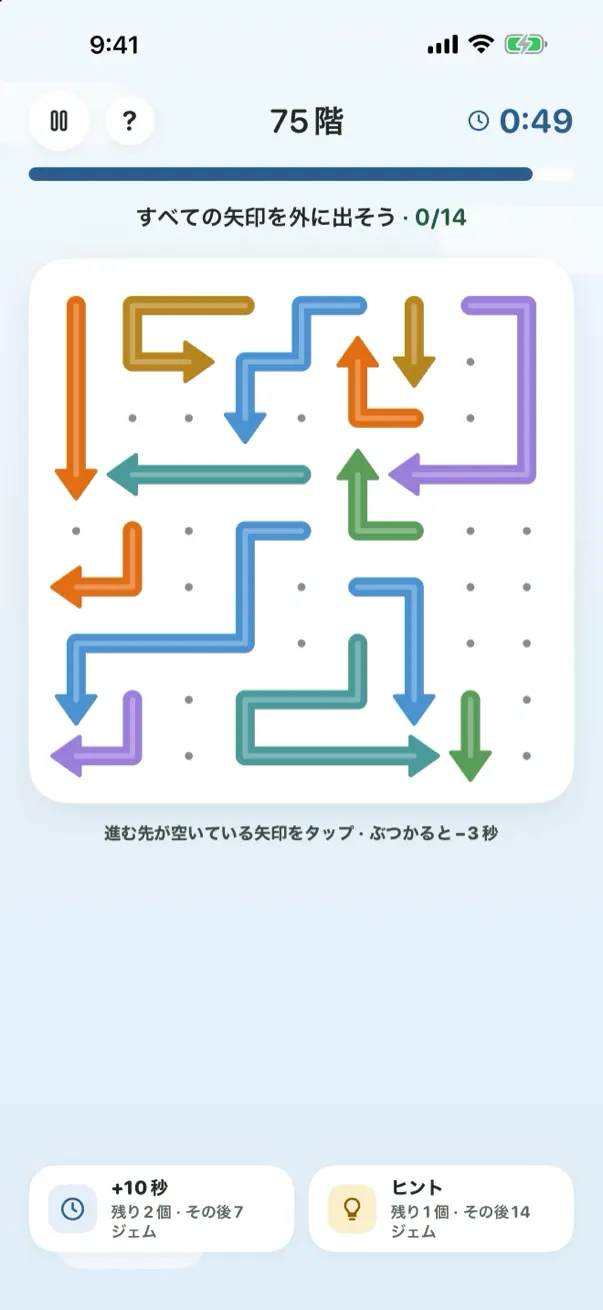 9:41
?
75階
0:49
すべての矢印を外に出そう · 0/14
進む先が空いている矢印をタップ · ぶつかると −3 秒
+10 秒
残り 2 個 · その後 7
ジェム
ヒント
残り 1 個 · その後 14
ジェム